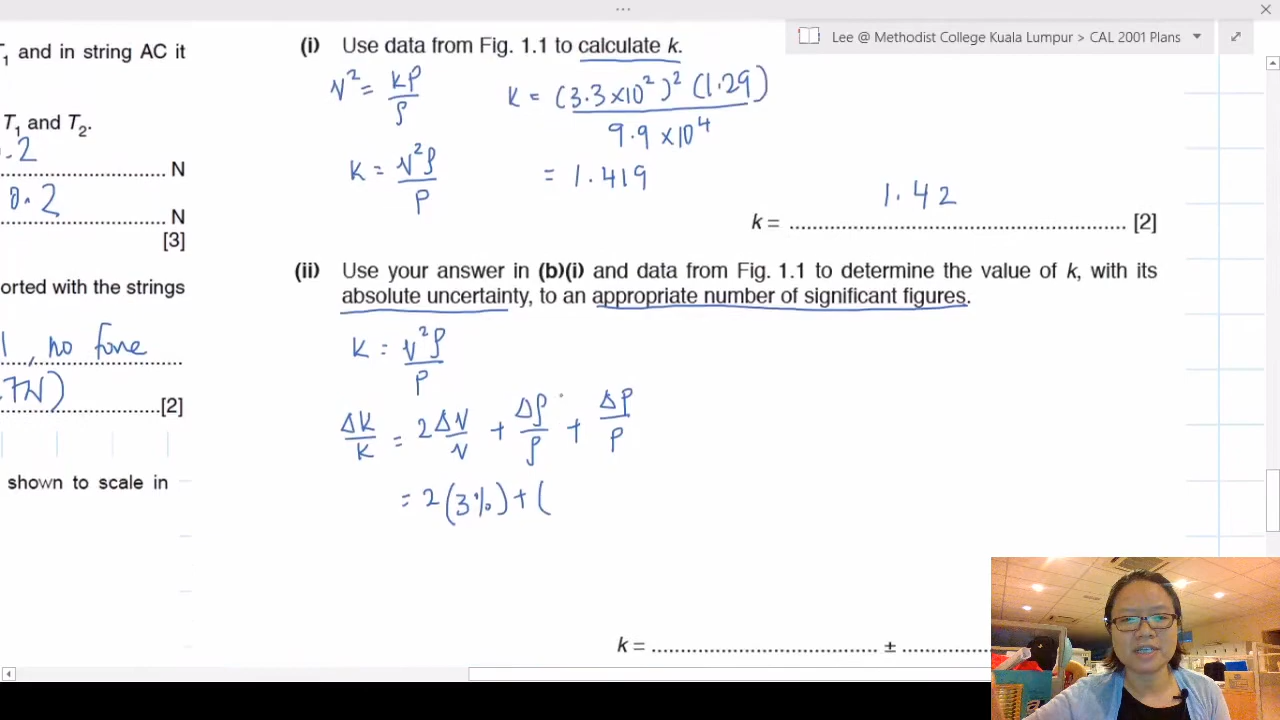 T1 and in string AC it
T1 and T2.
.2
N
0.2
N
[3]
orted with the strings
1, no force
7N)
[2]
shown to scale in
Lee @ Methodist College Kuala Lumpur > CAL 2001 Plans
(i) Use data from Fig. 1.1 to calculate k.
v² = kP/ρ
k = (3.3×10²)² (1.29) / 9.9 ×10⁴
k = v²ρ/P
= 1.419
1.42
k = ........................ [2]
(ii) Use your answer in (b)(i) and data from Fig. 1.1 to determine the value of k, with its
absolute uncertainty, to an appropriate number of significant figures.
k = v²ρ/P
Δk/k = 2Δv/v + Δρ/ρ + ΔP/P
= 2(3%) + (
k = ........................ ± ............